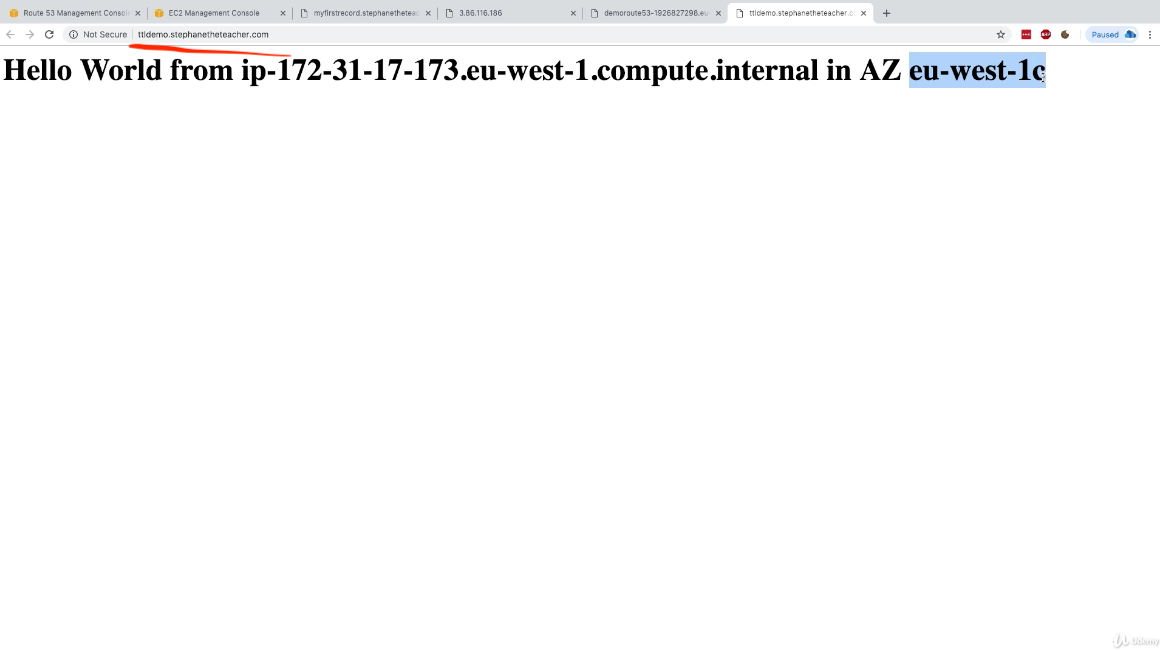 Route 53 Management Consol
EC2 Management Console
myfirstrecord.stephanetheteac
3.86.116.186
demoroute53-1926827298.eu-
ttldemo.stephanetheteacher.c
Not Secure
ttldemo.stephanetheteacher.com
Paused
Hello World from ip-172-31-17-173.eu-west-1.compute.internal in AZ eu-west-1c
Udemy